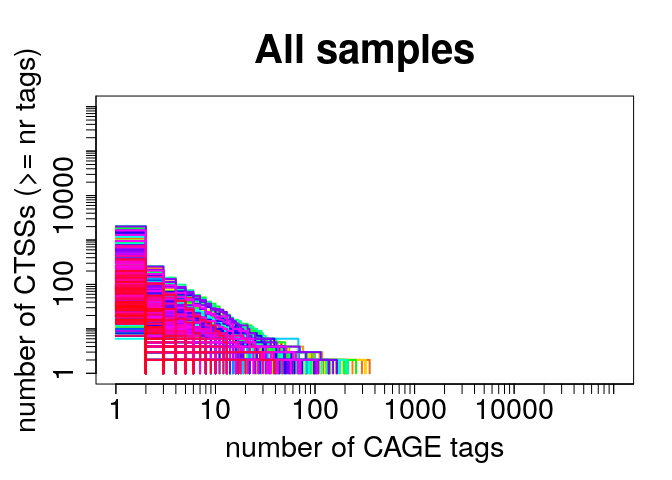 All samples
number of CTSSs (>= nr tags)
10000
100
1
1 10 100 1000 10000
number of CAGE tags